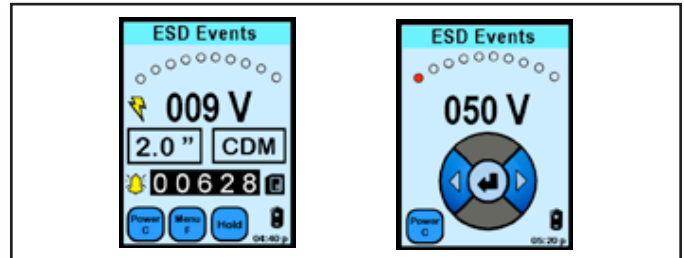 ESD Events
009 V
2.0 ” CDM
00628
Power C Menu F Hold
04:40 p
ESD Events
050 V
Power C
05:20 p